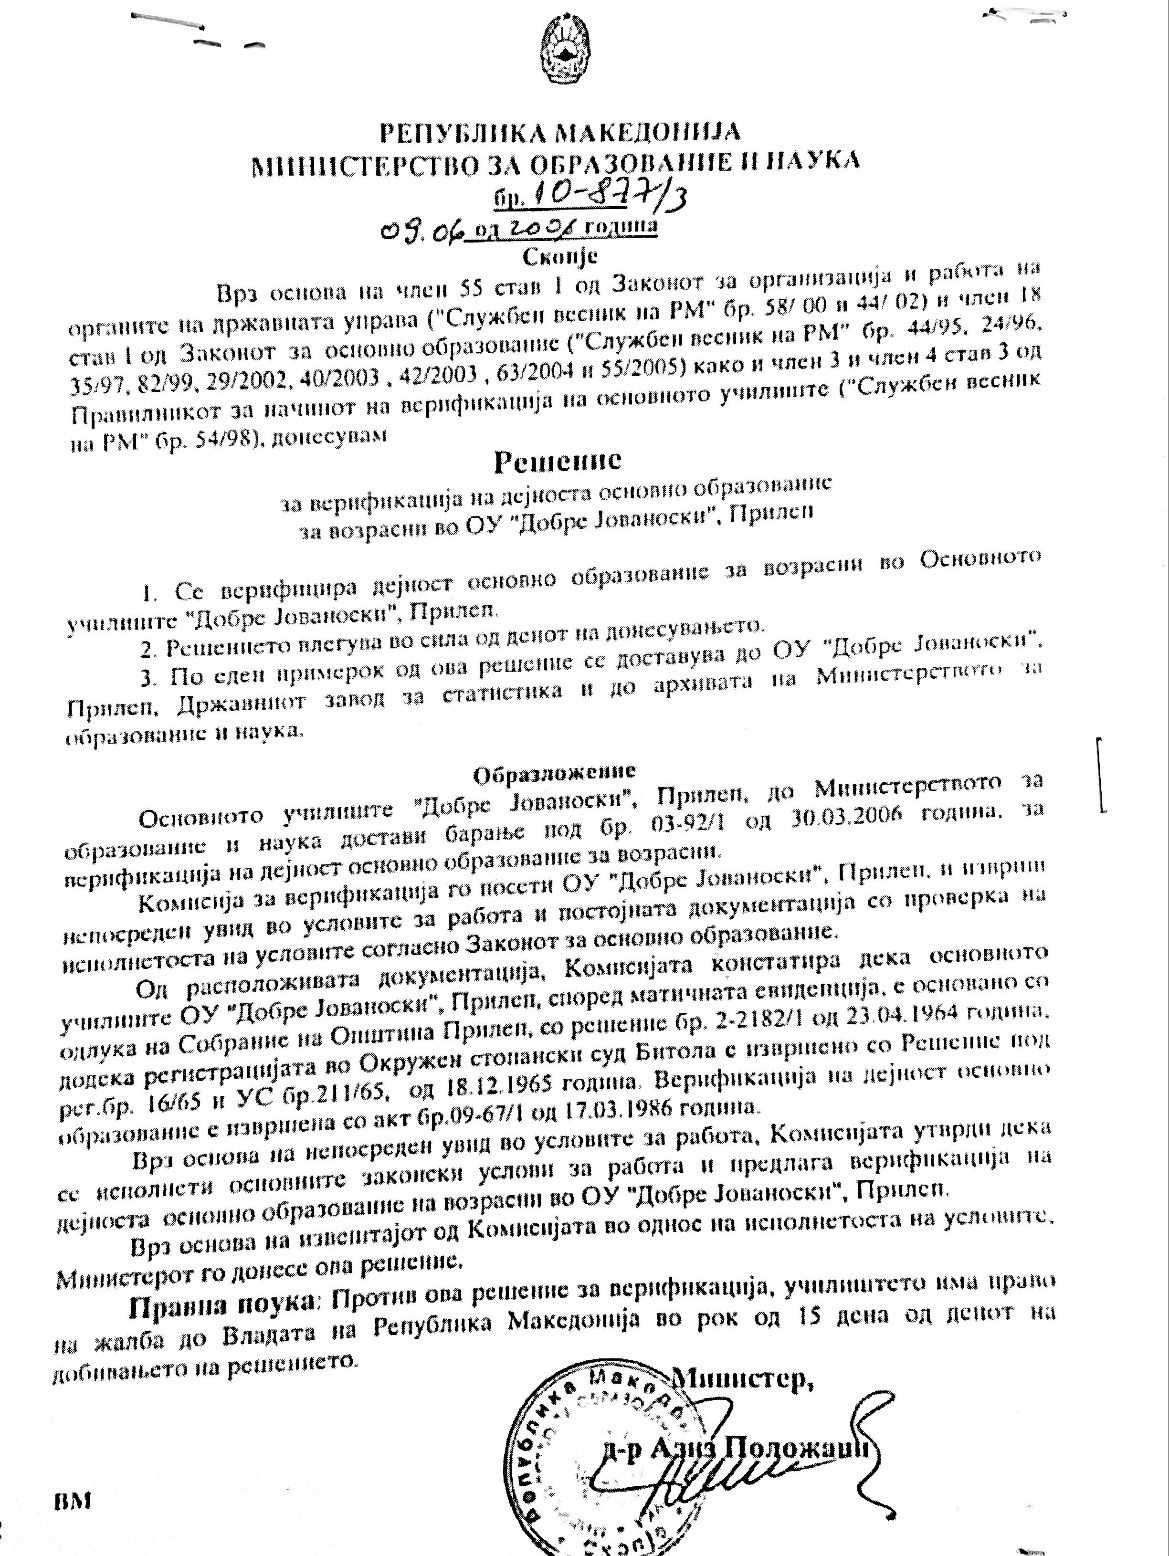 РЕПУБЛИКА МАКЕДОНИЈА
МИНИСТЕРСТВО ЗА ОБРАЗОВАНИЕ И НАУКА
бр. 10-877/3
09.06 од 2006 година
Скопје
Врз основа на член 55 став 1 од Законот за организација и работа на
органите на државната управа ("Службен весник на РМ" бр. 58/ 00 и 44/ 02) и член 18
став 1 од Законот за основно образование ("Службен весник на РМ" бр. 44/95, 24/96,
35/97, 82/99, 29/2002, 40/2003 , 42/2003 , 63/2004 и 55/2005) како и член 3 и член 4 став 3 од
Правилникот за начинот на верификација на основното училиште ("Службен весник
на РМ" бр. 54/98), донесувам
Решение
за верификација на дејноста основно образование
за возрасни во ОУ "Добре Јованоски", Прилеп
1. Се верифицира дејност основно образование за возрасни во Основното
училиште "Добре Јованоски", Прилеп.
2. Решението влегува во сила од денот на донесувањето.
3. По еден примерок од ова решение се доставува до ОУ "Добре Јованоски",
Прилеп, Државниот завод за статистика и до архивата на Министерството за
образование и наука.
Образложение
Основното училиште "Добре Јованоски", Прилеп, до Министерството за
образование и наука достави барање под бр. 03-92/1 од 30.03.2006 година, за
верификација на дејност основно образование за возрасни.
Комисија за верификација го посети ОУ "Добре Јованоски", Прилеп, и изврши
непосреден увид во условите за работа и постојната документација со проверка на
исполнетоста на условите согласно Законот за основно образование.
Од расположивата документација, Комисијата констатира дека основното
училиште ОУ "Добре Јованоски", Прилеп, според матичната евиденција, е основано со
одлука на Собрание на Општина Прилеп, со решение бр. 2-2182/1 од 23.04.1964 година,
додека регистрацијата во Окружен стопански суд Битола е извршено со Решение под
рег.бр. 16/65 и УС бр.211/65, од 18.12.1965 година. Верификација на дејност основно
образование е извршена со акт бр.09-67/1 од 17.03.1986 година.
Врз основа на непосреден увид во условите за работа, Комисијата утврди дека
се исполнети основните законски услови за работа и предлага верификација на
дејноста основно образование на возрасни во ОУ "Добре Јованоски", Прилеп.
Врз основа на извештајот од Комисијата во однос на исполнетоста на условите,
Министерот го донесе ова решение.
Правна поука: Против ова решение за верификација, училиштето има право
на жалба до Владата на Република Македонија во рок од 15 дена од денот на
добивањето на решението.
Министер,
д-р Азиз Положани
ВМ